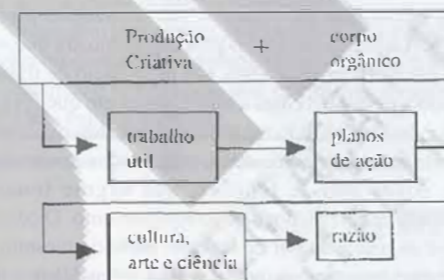 Produção + corpo
Criativa orgânico
trabalho planos
útil de ação
cultura, razão
arte e ciência